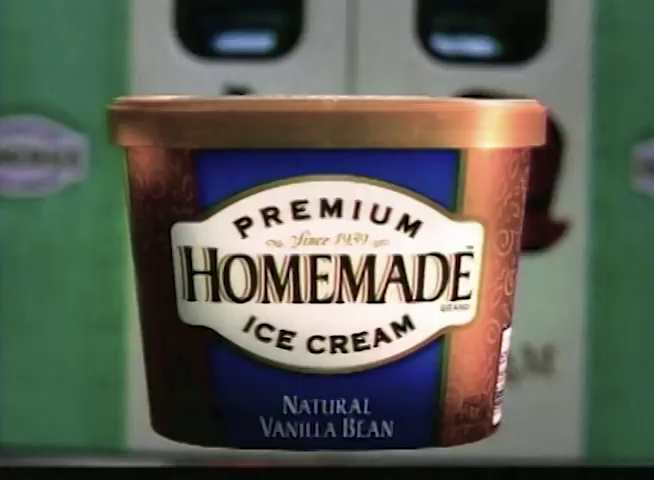 PREMIUM
Since 1939
HOMEMADE
BRAND
ICE CREAM
NATURAL
VANILLA BEAN